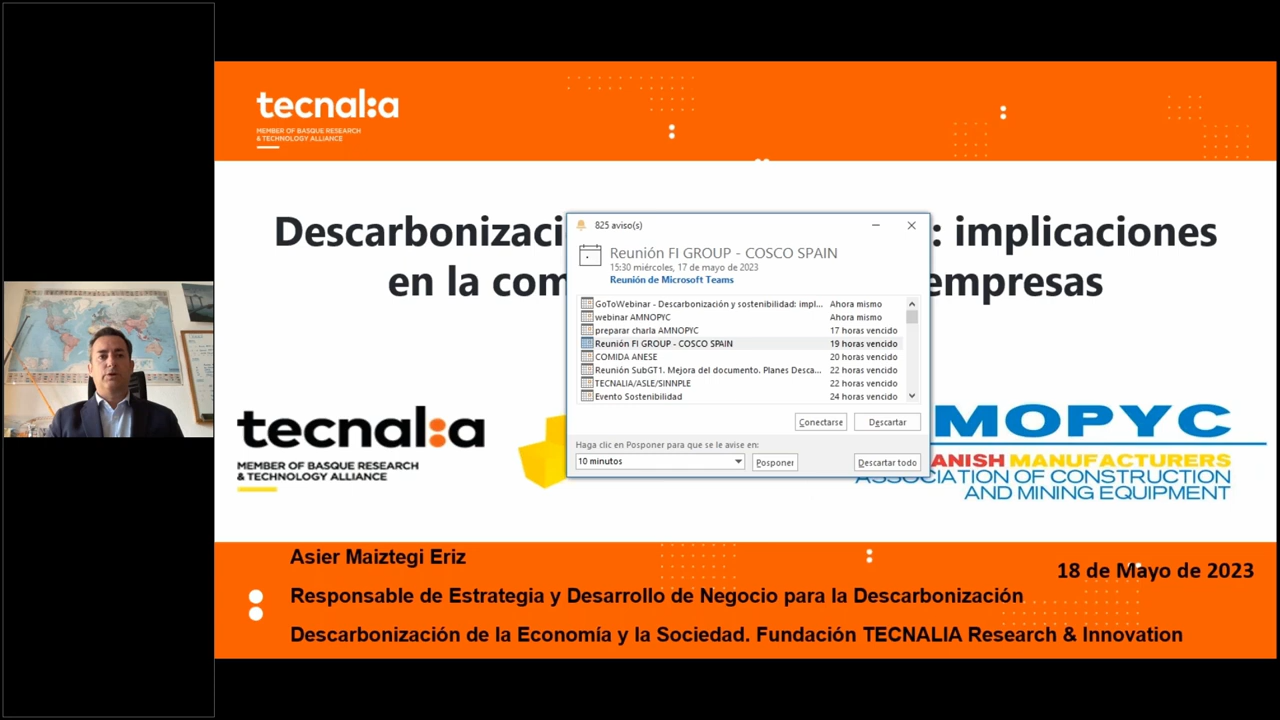 tecnal:a
MEMBER OF BASQUE RESEARCH
& TECHNOLOGY ALLIANCE
Descarbonizaci : implicaciones
en la com empresas
825 aviso(s)
Reunión FI GROUP - COSCO SPAIN
15:30 miércoles, 17 de mayo de 2023
Reunión de Microsoft Teams
GoToWebinar - Descarbonización y sostenibilidad: impl... Ahora mismo
webinar AMNOPYC Ahora mismo
preparar charla AMNOPYC 17 horas vencido
Reunión FI GROUP - COSCO SPAIN 19 horas vencido
COMIDA ANESE 20 horas vencido
Reunión SubGT1. Mejora del documento. Planes Desca... 22 horas vencido
TECNALIA/ASLE/SINNPLE 22 horas vencido
Evento Sostenibilidad 24 horas vencido
Conectarse Descartar
Haga clic en Posponer para que se le avise en:
10 minutos Posponer Descartar todo
tecnal:a
MEMBER OF BASQUE RESEARCH
& TECHNOLOGY ALLIANCE
MOPYC
ANISH MANUFACTURERS
ASSOCIATION OF CONSTRUCTION
AND MINING EQUIPMENT
Asier Maiztegi Eriz
18 de Mayo de 2023
Responsable de Estrategia y Desarrollo de Negocio para la Descarbonización
Descarbonización de la Economía y la Sociedad. Fundación TECNALIA Research & Innovation